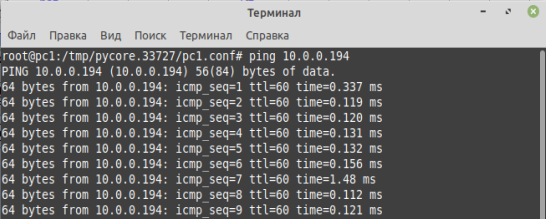 Терминал
Файл Правка Вид Поиск Терминал Справка
root@pc1:/tmp/pycore.33727/pc1.conf# ping 10.0.0.194
PING 10.0.0.194 (10.0.0.194) 56(84) bytes of data.
64 bytes from 10.0.0.194: icmp_seq=1 ttl=60 time=0.337 ms
64 bytes from 10.0.0.194: icmp_seq=2 ttl=60 time=0.119 ms
64 bytes from 10.0.0.194: icmp_seq=3 ttl=60 time=0.120 ms
64 bytes from 10.0.0.194: icmp_seq=4 ttl=60 time=0.131 ms
64 bytes from 10.0.0.194: icmp_seq=5 ttl=60 time=0.132 ms
64 bytes from 10.0.0.194: icmp_seq=6 ttl=60 time=0.156 ms
64 bytes from 10.0.0.194: icmp_seq=7 ttl=60 time=1.48 ms
64 bytes from 10.0.0.194: icmp_seq=8 ttl=60 time=0.112 ms
64 bytes from 10.0.0.194: icmp_seq=9 ttl=60 time=0.121 ms